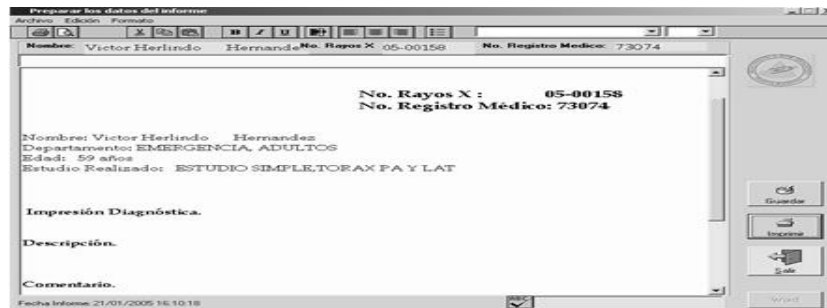 Preparar los datos del informe
Archivo Edición Formato
B / U
Nombre: Victor Herlindo Hernande No. Rayos X 05-00158 No. Registro Medico: 73074
No. Rayos X : 05-00158
No. Registro Médico: 73074
Nombre: Victor Herlindo Hernandez
Departamento: EMERGENCIA, ADULTOS
Edad: 59 años
Estudio Realizado: ESTUDIO SIMPLE,TORAX PA Y LAT
Impresión Diagnóstica.
Descripción.
Comentario.
Guardar
Imprimir
Salir
Word
Fecha Informe: 21/01/2005 16:10:18
ABC